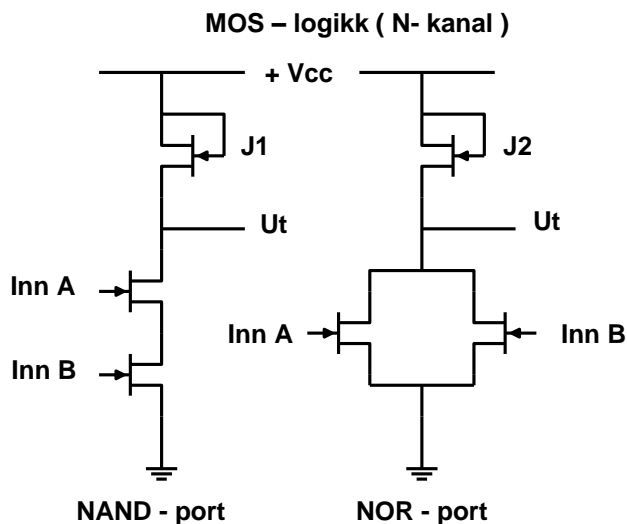 MOS – logikk ( N- kanal )
+ Vcc
J1
J2
Ut
Ut
Inn A
Inn A
Inn B
Inn B
NAND - port
NOR - port